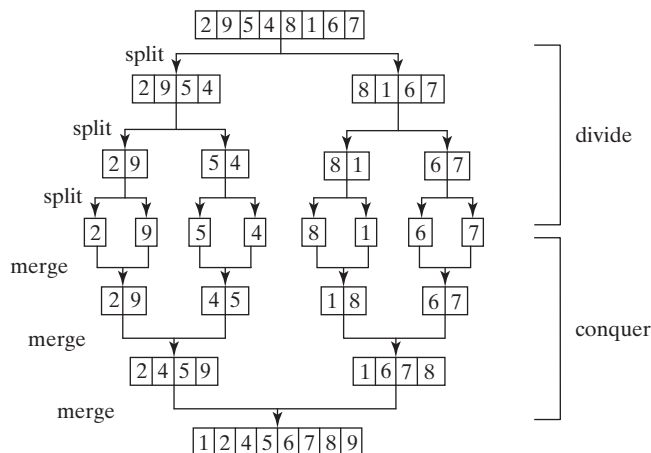 2 9 5 4 8 1 6 7
split
2 9 5 4
8 1 6 7
divide
split
2 9
5 4
8 1
6 7
split
2
9
5
4
8
1
6
7
merge
2 9
4 5
1 8
6 7
conquer
merge
2 4 5 9
1 6 7 8
merge
1 2 4 5 6 7 8 9